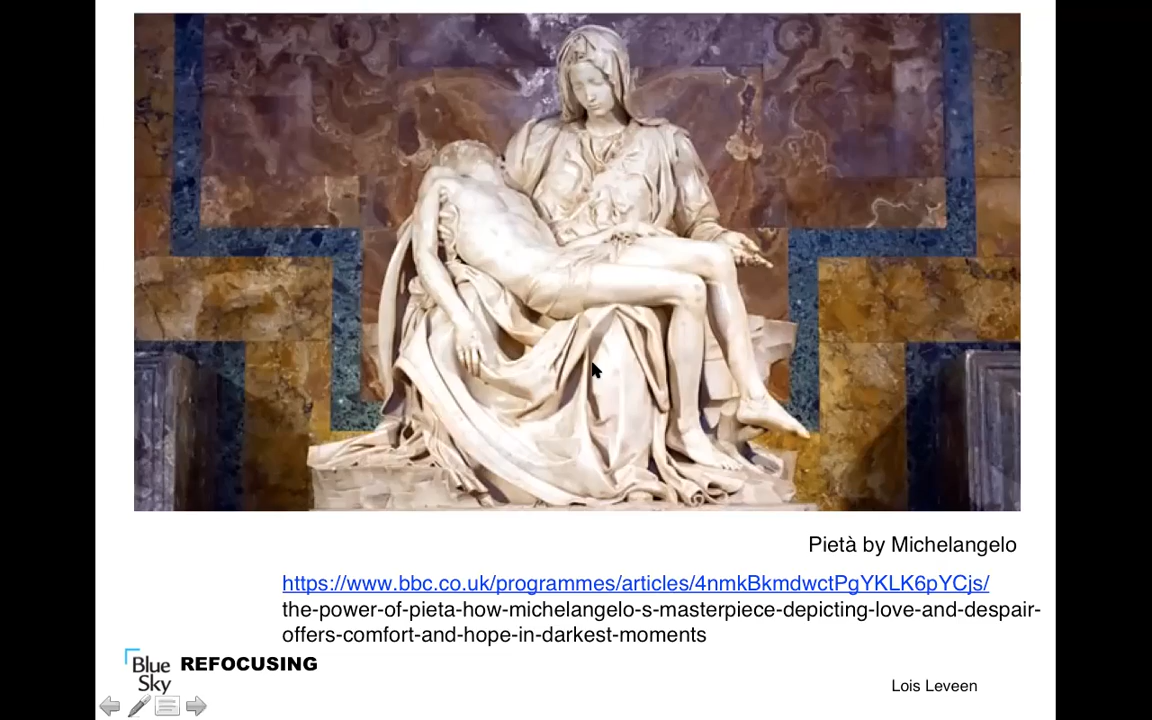 Pietà by Michelangelo
https://www.bbc.co.uk/programmes/articles/4nmkBkmdwctPgYKLK6pYCjs/
the-power-of-pieta-how-michelangelo-s-masterpiece-depicting-love-and-despair-
offers-comfort-and-hope-in-darkest-moments
Blue
Sky
REFOCUSING
Lois Leveen